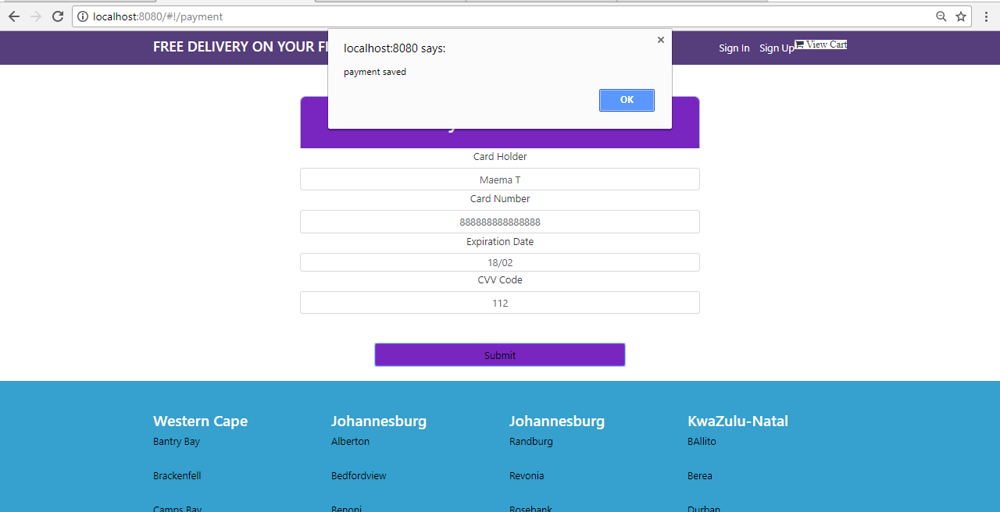 localhost:8080/#!/payment
FREE DELIVERY ON YOUR
localhost:8080 says:
payment saved
OK
Sign In Sign Up View Cart
Card Holder
Maema T
Card Number
888888888888888
Expiration Date
18/02
CVV Code
112
Submit
Western Cape Johannesburg Johannesburg KwaZulu-Natal
Bantry Bay Alberton Randburg BAllito
Brackenfell Bedfordview Revonia Berea
Camps Bay Benoni Rosebank Durban